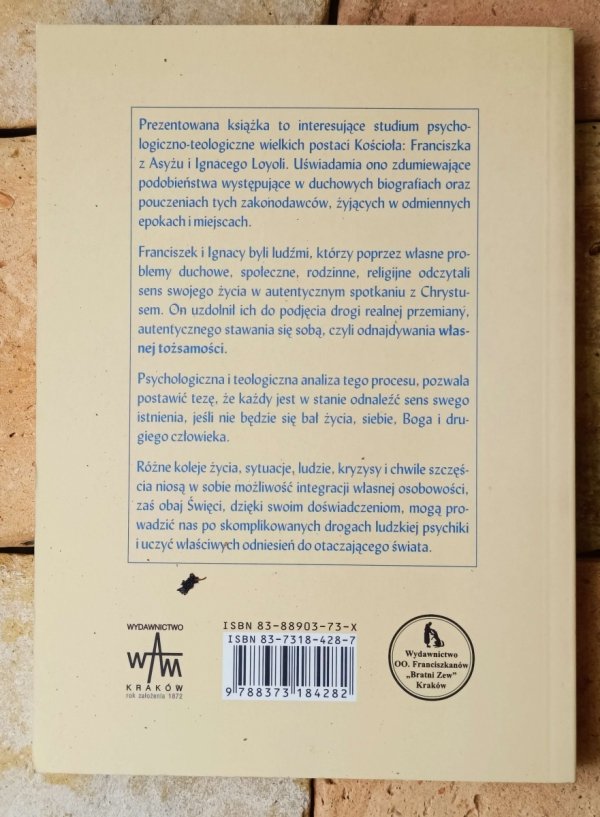 Prezentowana książka to interesujące studium psycho-
logiczno-teologiczne wielkich postaci Kościoła: Franciszka
z Asyżu i Ignacego Loyoli. Uświadamia ono zdumiewające
podobieństwa występujące w duchowych biografiach oraz
pouczeniach tych zakonodawców, żyjących w odmiennych
epokach i miejscach.
Franciszek i Ignacy byli ludźmi, którzy poprzez własne pro-
blemy duchowe, społeczne, rodzinne, religijne odczytali
sens swojego życia w autentycznym spotkaniu z Chrystu-
sem. On uzdolnił ich do podjęcia drogi realnej przemiany,
autentycznego stawania się sobą, czyli odnajdywania włas-
nej tożsamości.
Psychologiczna i teologiczna analiza tego procesu, pozwala
postawić tezę, że każdy jest w stanie odnaleźć sens swego
istnienia, jeśli nie będzie się bał życia, siebie, Boga i dru-
giego człowieka.
Różne koleje życia, sytuacje, ludzie, kryzysy i chwile szczęś-
cia niosą w sobie możliwość integracji własnej osobowości,
zaś obaj Święci, dzięki swoim doświadczeniom, mogą pro-
wadzić nas po skomplikowanych drogach ludzkiej psychiki
i uczyć właściwych odniesień do otaczającego świata.
WYDAWNICTWO
WAM
KRAKÓW
rok założenia 1872
ISBN 83-88903-73-X
ISBN 83-7318-428-7
9 788373 184282
Wydawnictwo
OO. Franciszkanów
„Bratni Zew"
Kraków